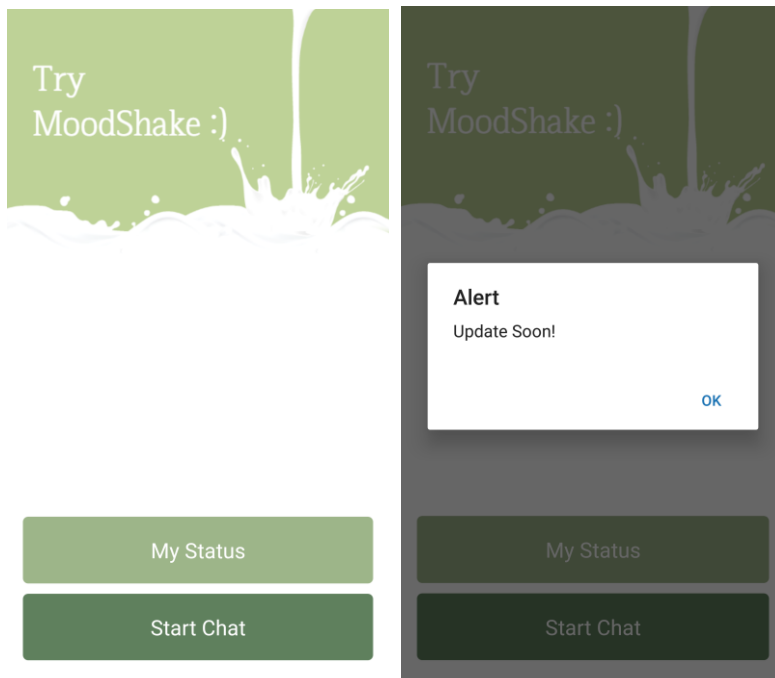 Try
MoodShake :)
My Status
Start Chat
Try
MoodShake :)
Alert
Update Soon!
OK
My Status
Start Chat